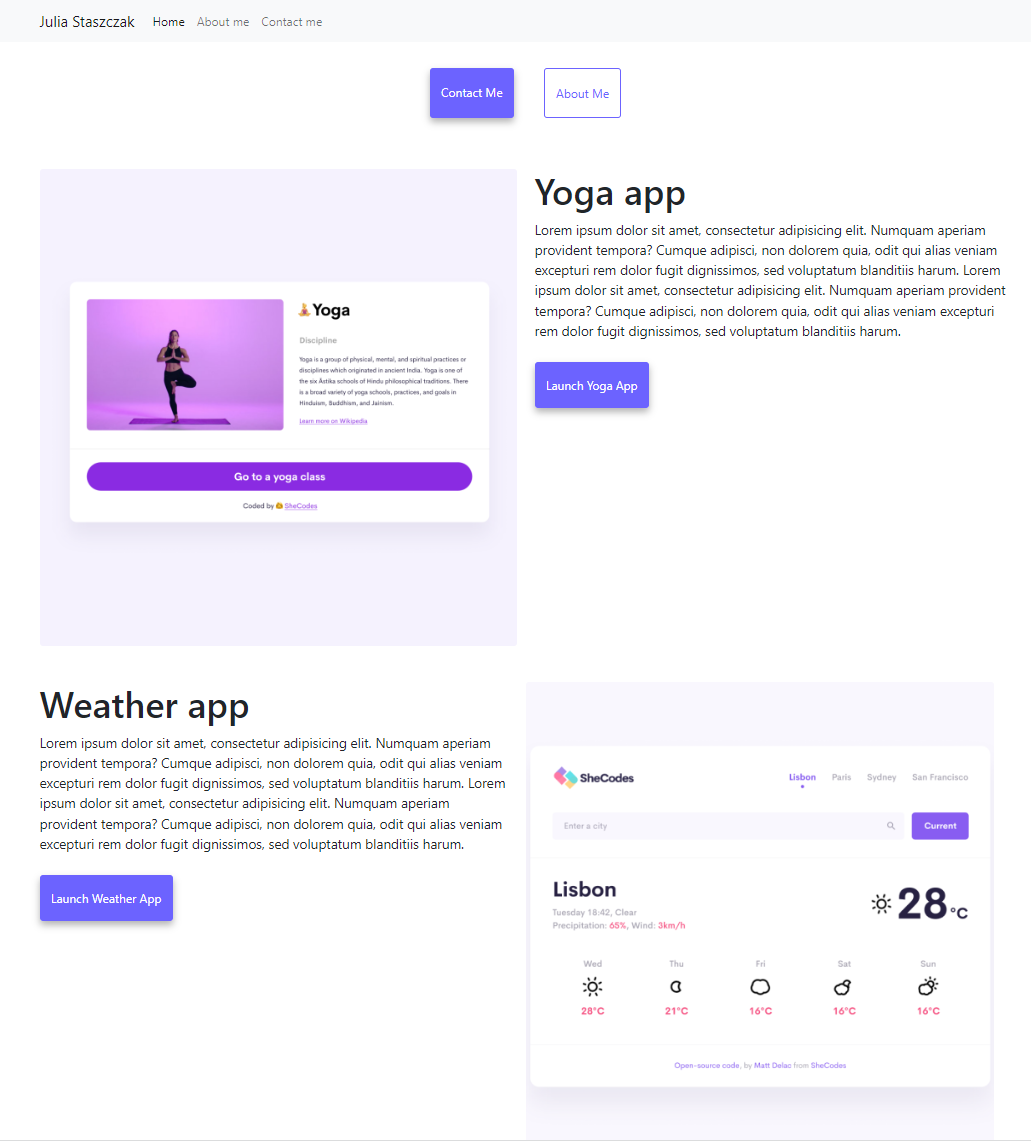 Julia Staszczak Home About me Contact me
Contact Me About Me
Yoga app
Lorem ipsum dolor sit amet, consectetur adipisicing elit. Numquam aperiam
provident tempora? Cumque adipisci, non dolorem quia, odit qui alias veniam
excepturi rem dolor fugit dignissimos, sed voluptatum blanditiis harum. Lorem
ipsum dolor sit amet, consectetur adipisicing elit. Numquam aperiam provident
tempora? Cumque adipisci, non dolorem quia, odit qui alias veniam excepturi
rem dolor fugit dignissimos, sed voluptatum blanditiis harum.
Launch Yoga App
Yoga
Discipline
Yoga is a group of physical, mental, and spiritual practices or
disciplines which originated in ancient India. Yoga is one of
the six Āstika schools of Hindu philosophical traditions. There
is a broad variety of yoga schools, practices, and goals in
Hinduism, Buddhism, and Jainism.
Learn more on Wikipedia
Go to a yoga class
Coded by SheCodes
Weather app
Lorem ipsum dolor sit amet, consectetur adipisicing elit. Numquam aperiam
provident tempora? Cumque adipisci, non dolorem quia, odit qui alias veniam
excepturi rem dolor fugit dignissimos, sed voluptatum blanditiis harum. Lorem
ipsum dolor sit amet, consectetur adipisicing elit. Numquam aperiam
provident tempora? Cumque adipisci, non dolorem quia, odit qui alias veniam
excepturi rem dolor fugit dignissimos, sed voluptatum blanditiis harum.
Launch Weather App
SheCodes Lisbon Paris Sydney San Francisco
Enter a city Current
Lisbon
Tuesday 18:42, Clear
Precipitation: 65%, Wind: 3km/h
28 °C
Wed Thu Fri Sat Sun
28°C 21°C 16°C 16°C 16°C
Open-source code, by Matt Delac from SheCodes